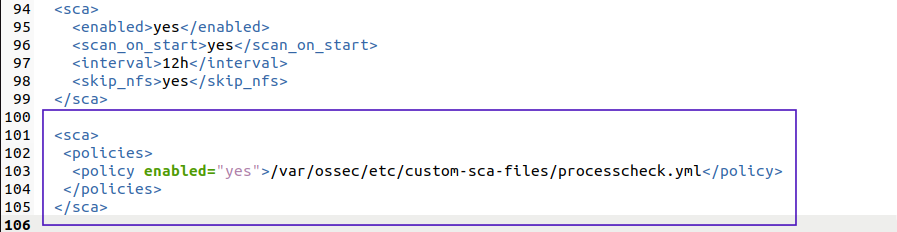 94 <sca>
95 <enabled>yes</enabled>
96 <scan_on_start>yes</scan_on_start>
97 <interval>12h</interval>
98 <skip_nfs>yes</skip_nfs>
99 </sca>
100
101 <sca>
102 <policies>
103 <policy enabled="yes">/var/ossec/etc/custom-sca-files/processcheck.yml</policy>
104 </policies>
105 </sca>
106